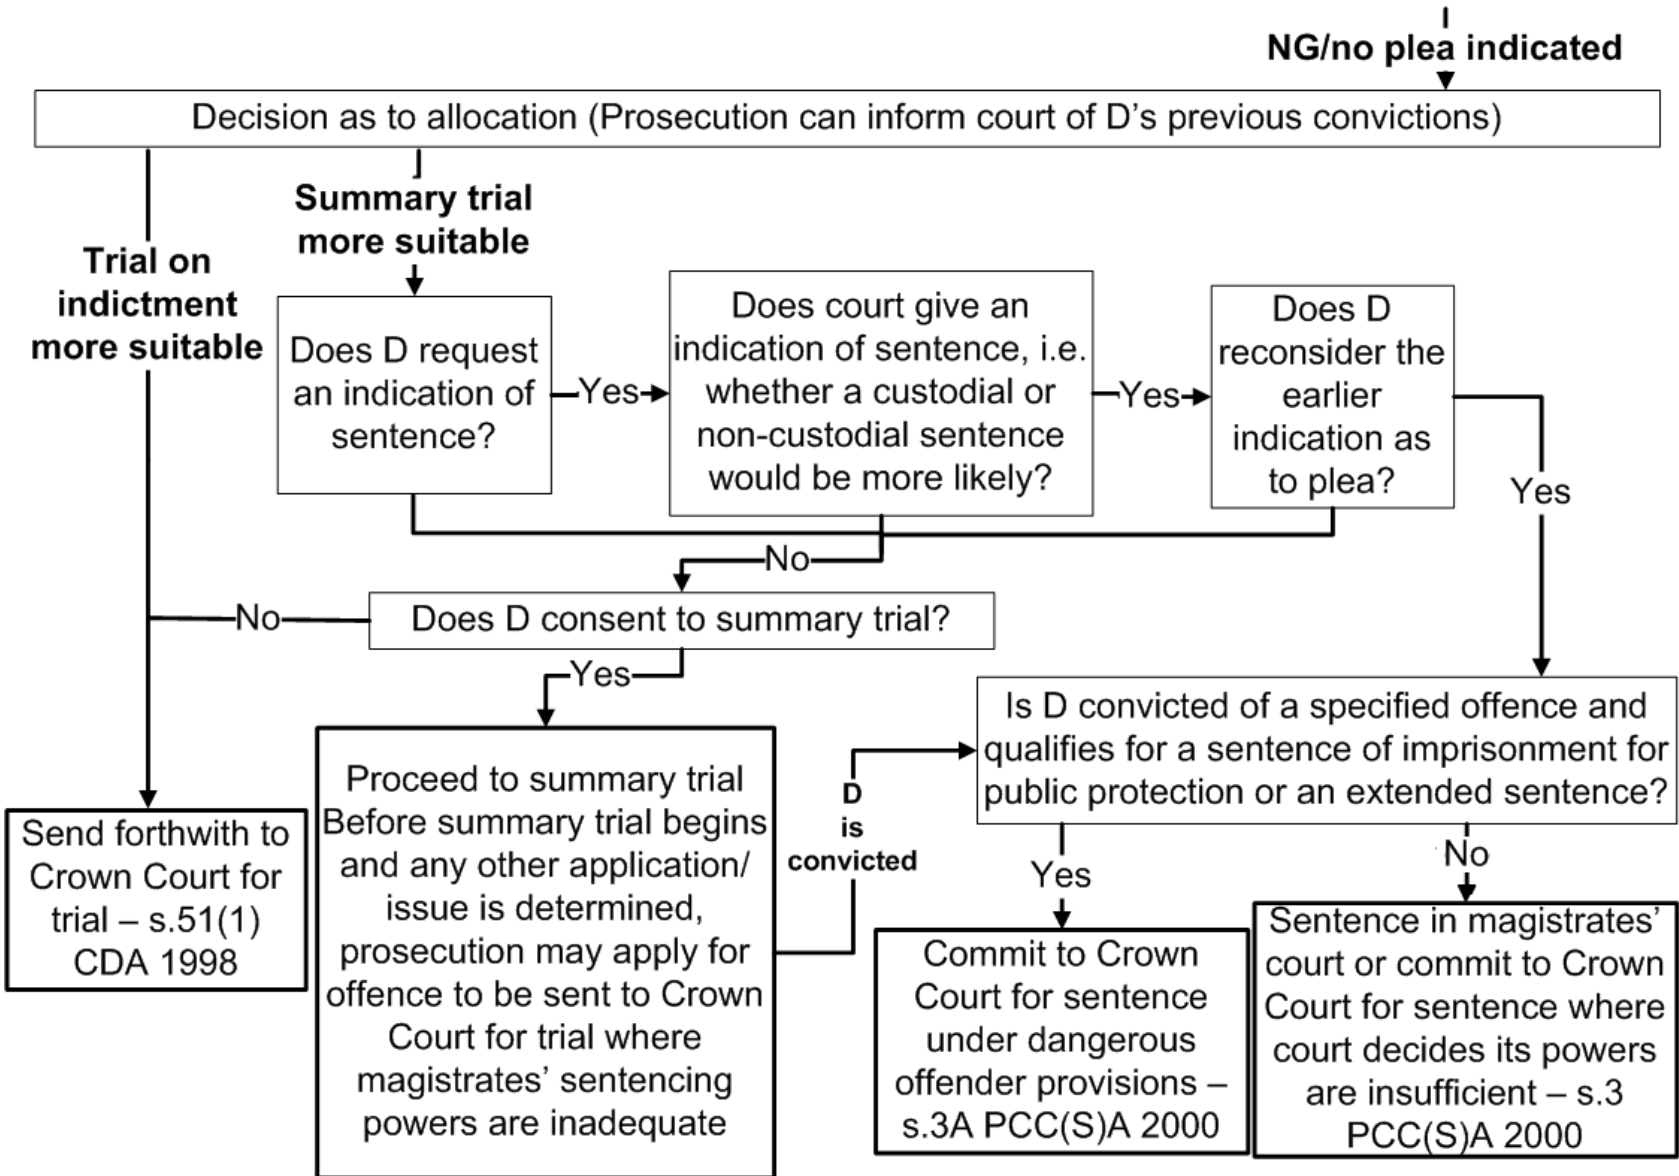 NG/no plea indicated
Decision as to allocation (Prosecution can inform court of D's previous convictions)
Summary trial
more suitable
Trial on
indictment
more suitable
Does D request
an indication of
sentence?
Yes
Does court give an
indication of sentence, i.e.
whether a custodial or
non-custodial sentence
would be more likely?
Yes
Does D
reconsider the
earlier
indication as
to plea?
Yes
No
Does D consent to summary trial?
No
Yes
Is D convicted of a specified offence and
qualifies for a sentence of imprisonment for
public protection or an extended sentence?
Send forthwith to
Crown Court for
trial – s.51(1)
CDA 1998
Proceed to summary trial
Before summary trial begins
and any other application/
issue is determined,
prosecution may apply for
offence to be sent to Crown
Court for trial where
magistrates' sentencing
powers are inadequate
D
is
convicted
Yes
No
Commit to Crown
Court for sentence
under dangerous
offender provisions –
s.3A PCC(S)A 2000
Sentence in magistrates'
court or commit to Crown
Court for sentence where
court decides its powers
are insufficient – s.3
PCC(S)A 2000